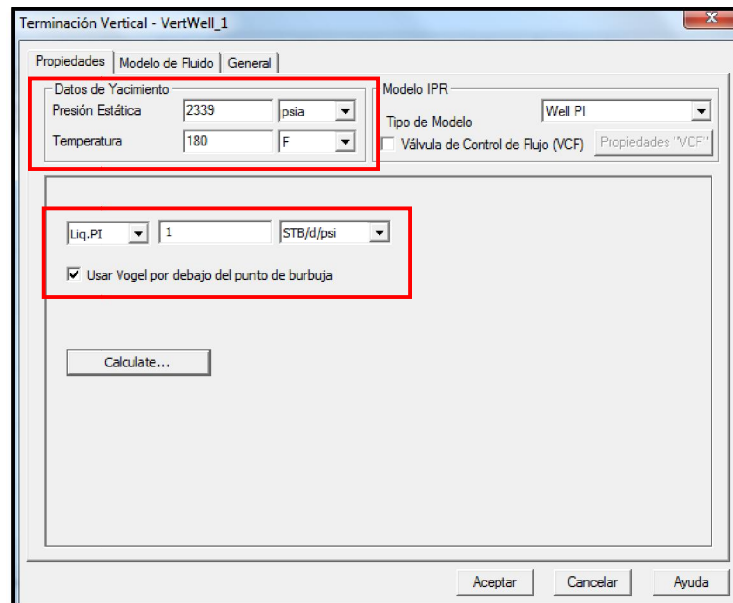 Terminación Vertical - VertWell_1
x
Propiedades Modelo de Fluido General
Datos de Yacimiento
Presión Estática 2339 psia
Temperatura 180 F
Modelo IPR
Tipo de Modelo Well PI
Válvula de Control de Flujo (VCF) Propiedades "VCF"
Liq.PI 1 STB/d/psi
Usar Vogel por debajo del punto de burbuja
Calculate...
Aceptar Cancelar Ayuda